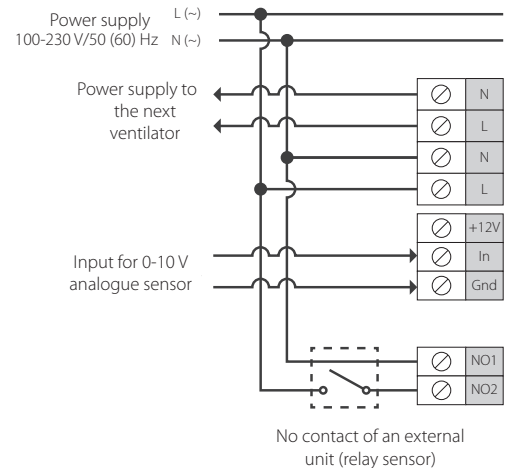 Power supply
100-230 V/50 (60) Hz
L (~)
N (~)
Power supply to
the next
ventilator
N
L
N
L
+12V
In
Gnd
Input for 0-10 V
analogue sensor
NO1
NO2
No contact of an external
unit (relay sensor)